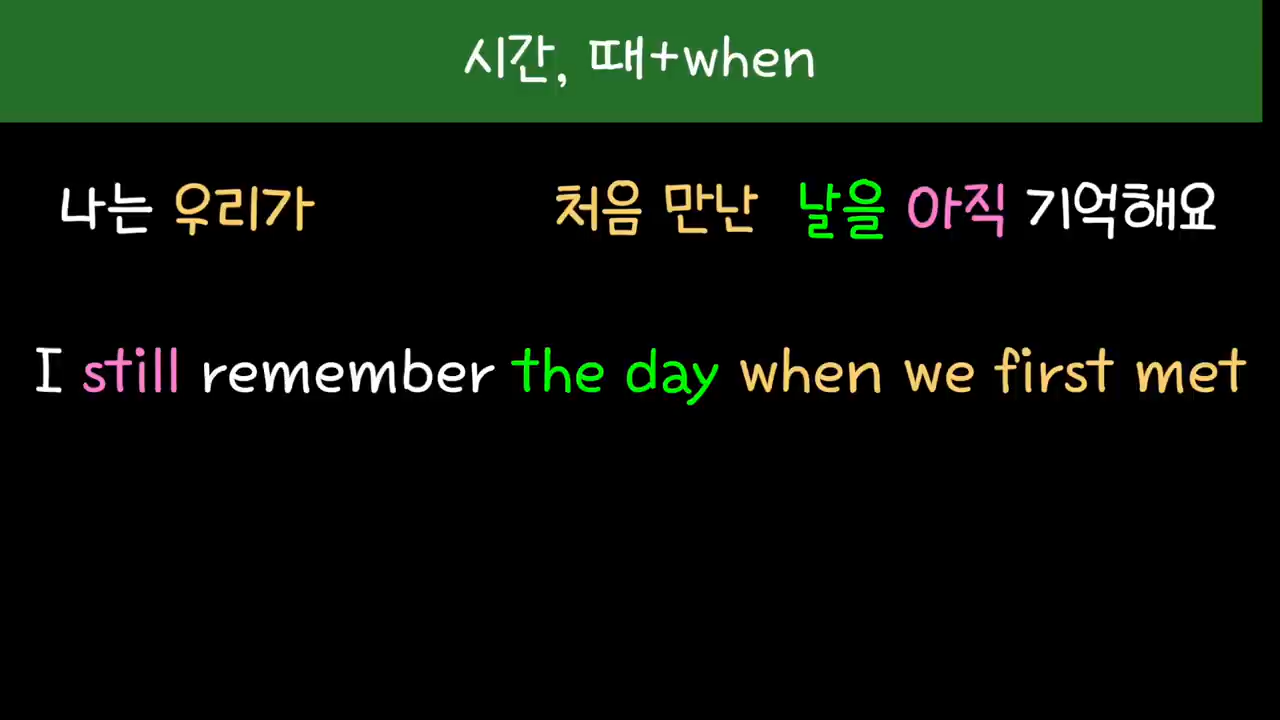 시간, 때+when
나는 우리가 처음 만난 날을 아직 기억해요
I still remember the day when we first met